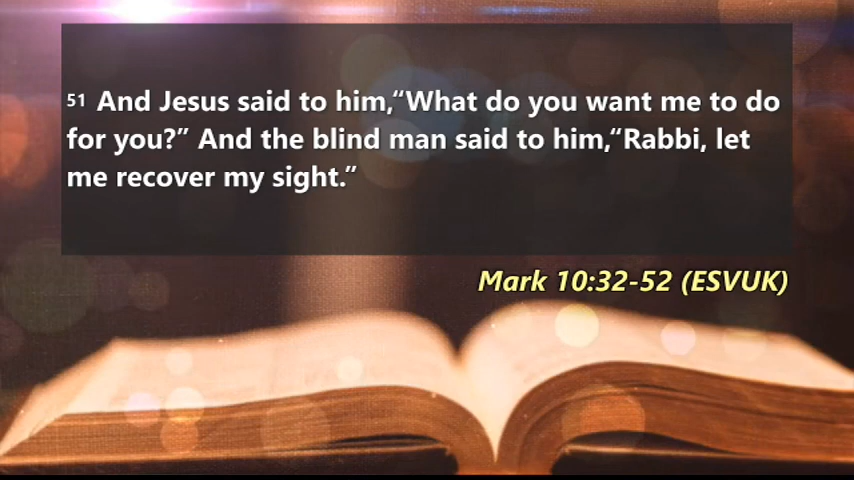 51 And Jesus said to him,“What do you want me to do
for you?” And the blind man said to him,“Rabbi, let
me recover my sight.”
Mark 10:32-52 (ESVUK)